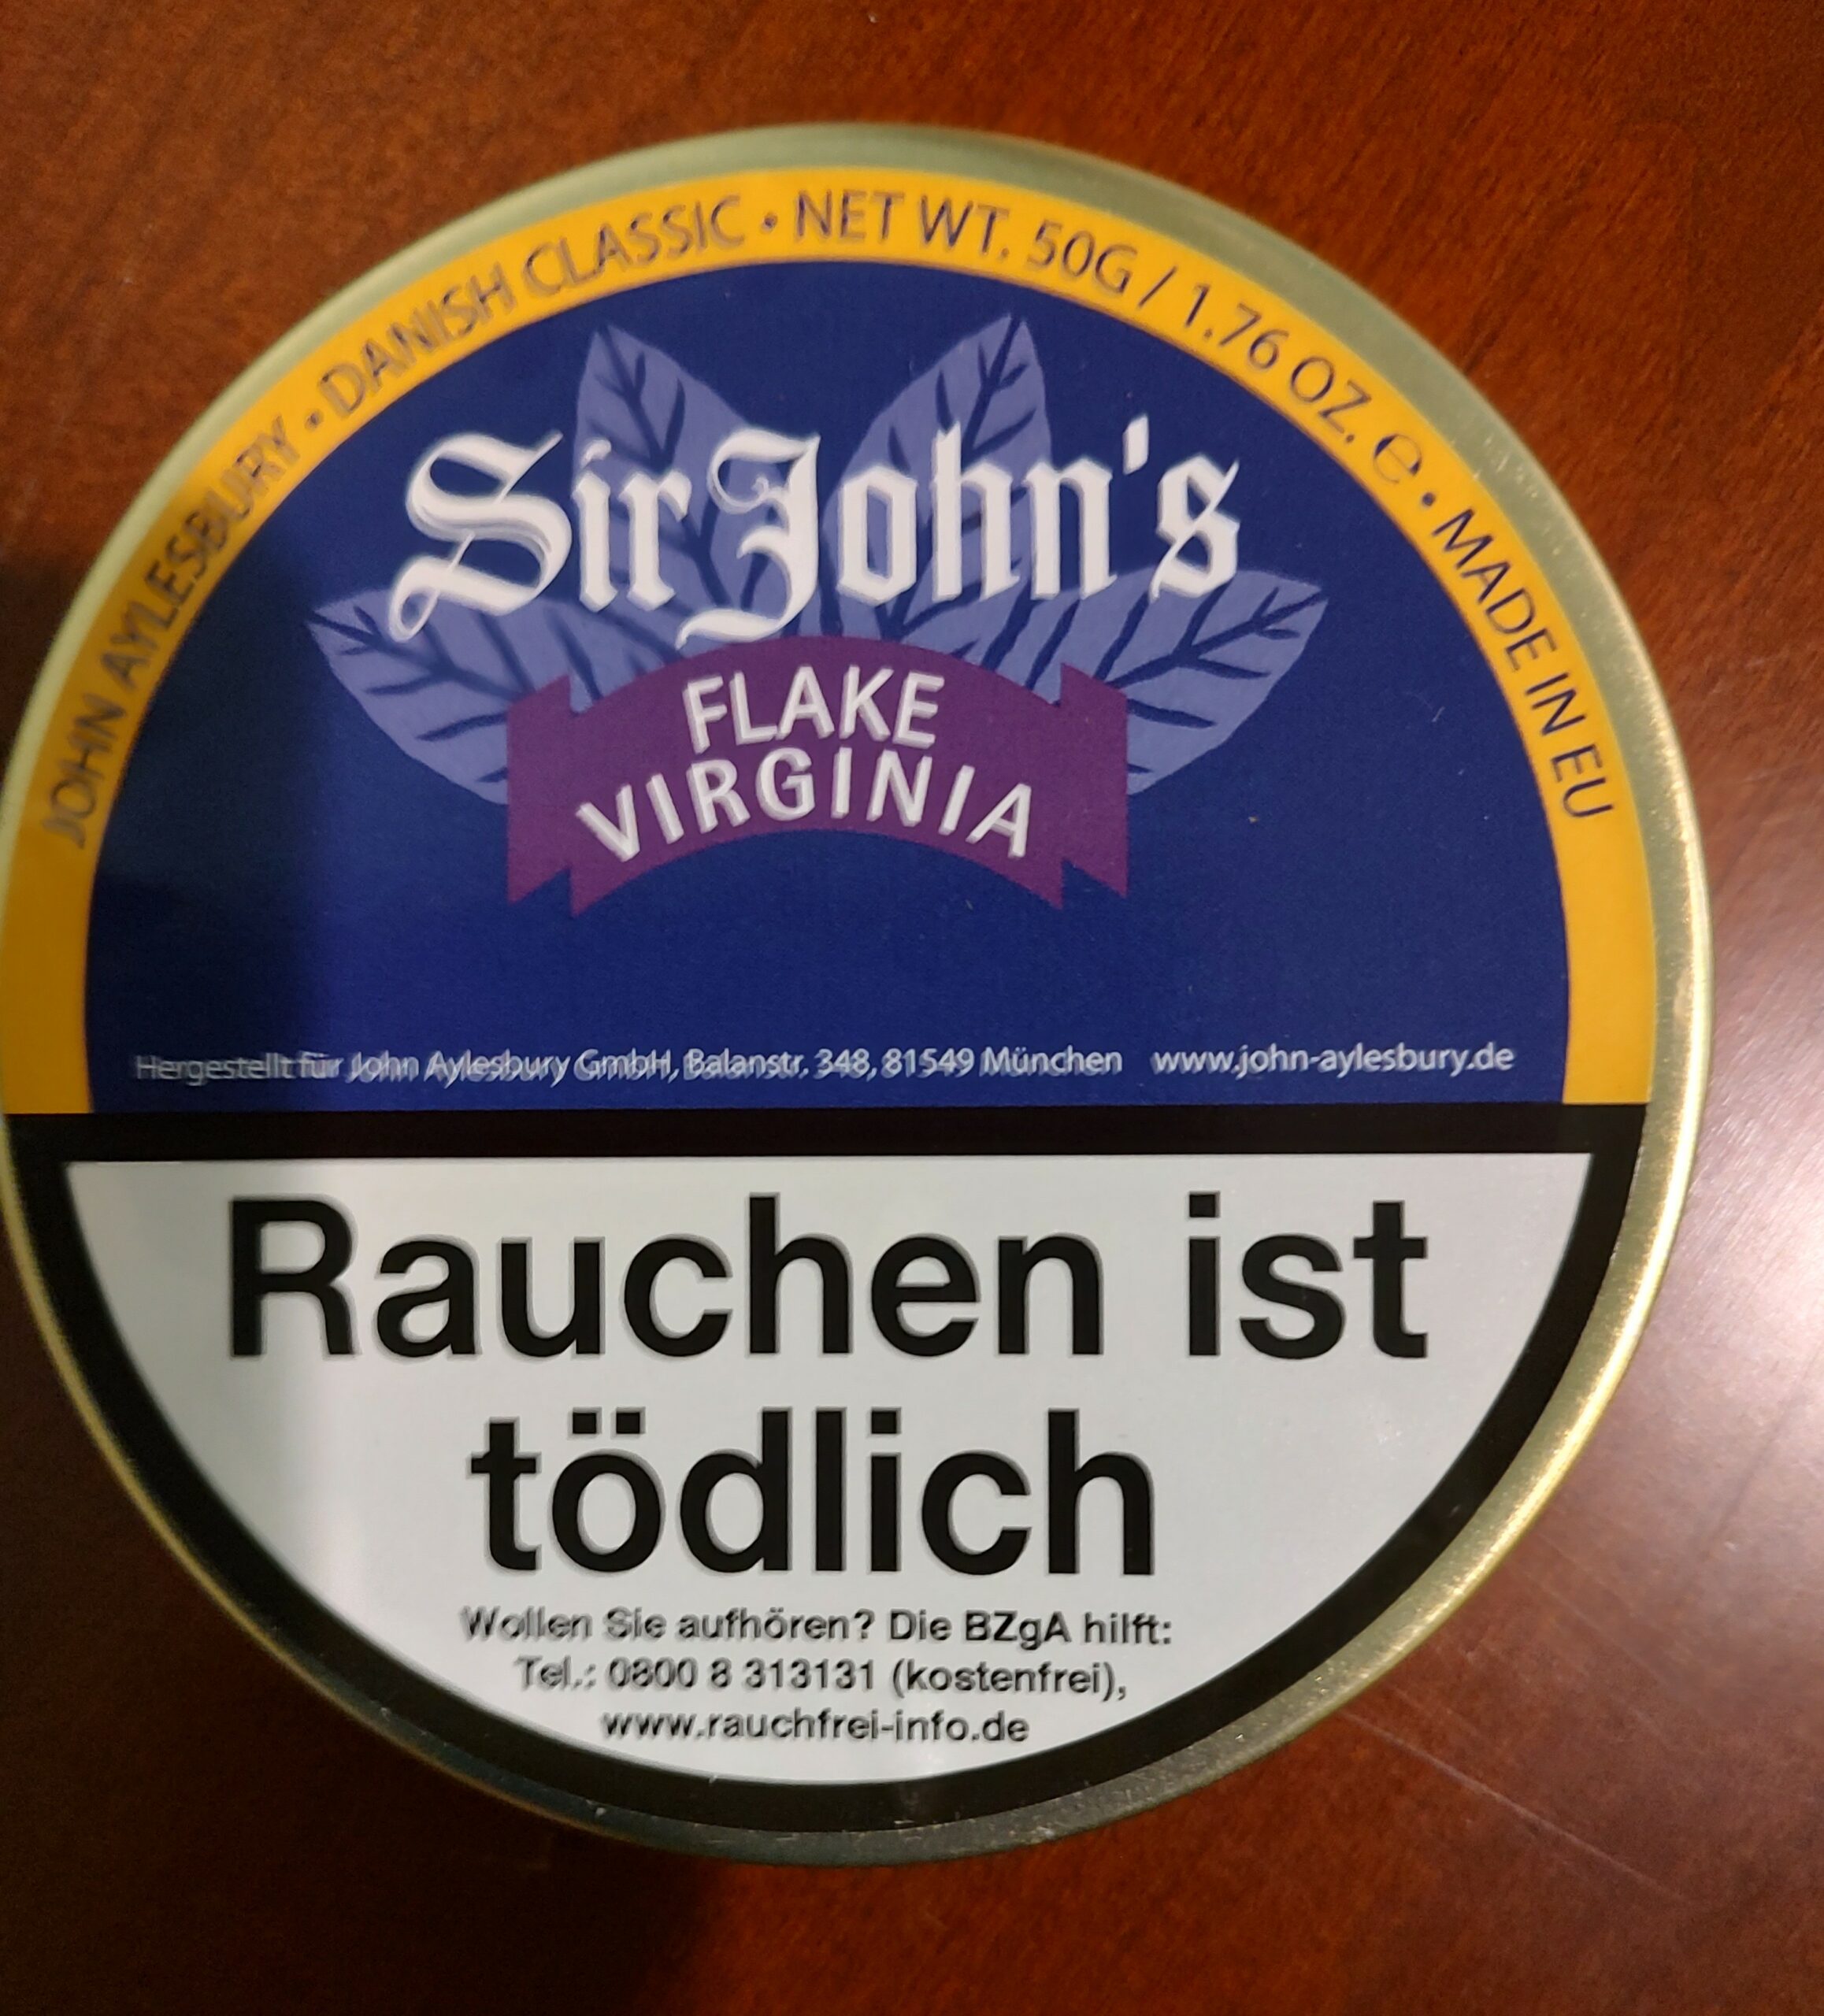 JOHN AYLESBURY • DANISH CLASSIC • NET WT. 50G / 1.76 OZ. ℮ • MADE IN EU
Sir John's
FLAKE
VIRGINIA
Hergestellt für John Aylesbury GmbH, Balanstr. 348, 81549 München www.john-aylesbury.de
Rauchen ist
tödlich
Wollen Sie aufhören? Die BZgA hilft:
Tel.: 0800 8 313131 (kostenfrei),
www.rauchfrei-info.de